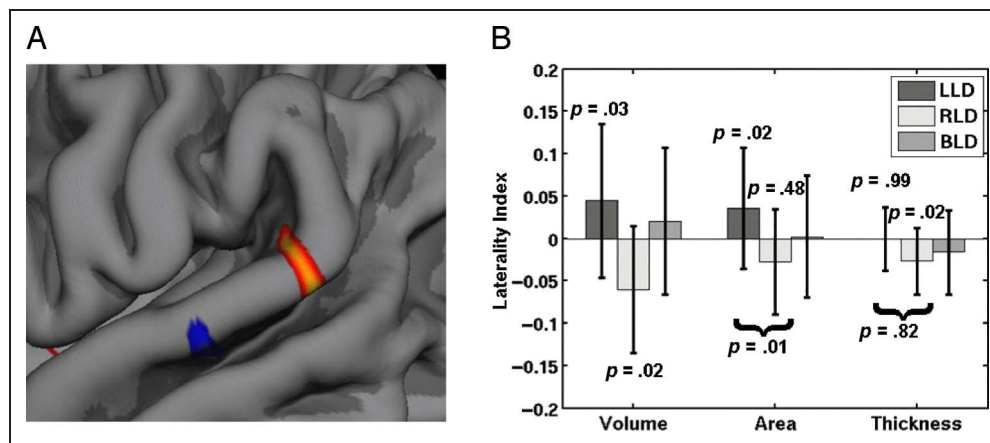 A
B
0.2
0.15
0.1
0.05
0
−0.05
−0.1
−0.15
−0.2
Laterality Index
p = .03
p = .02
p = .02
p = .48
p = .01
p = .99
p = .02
p = .82
LLD
RLD
BLD
Volume Area Thickness